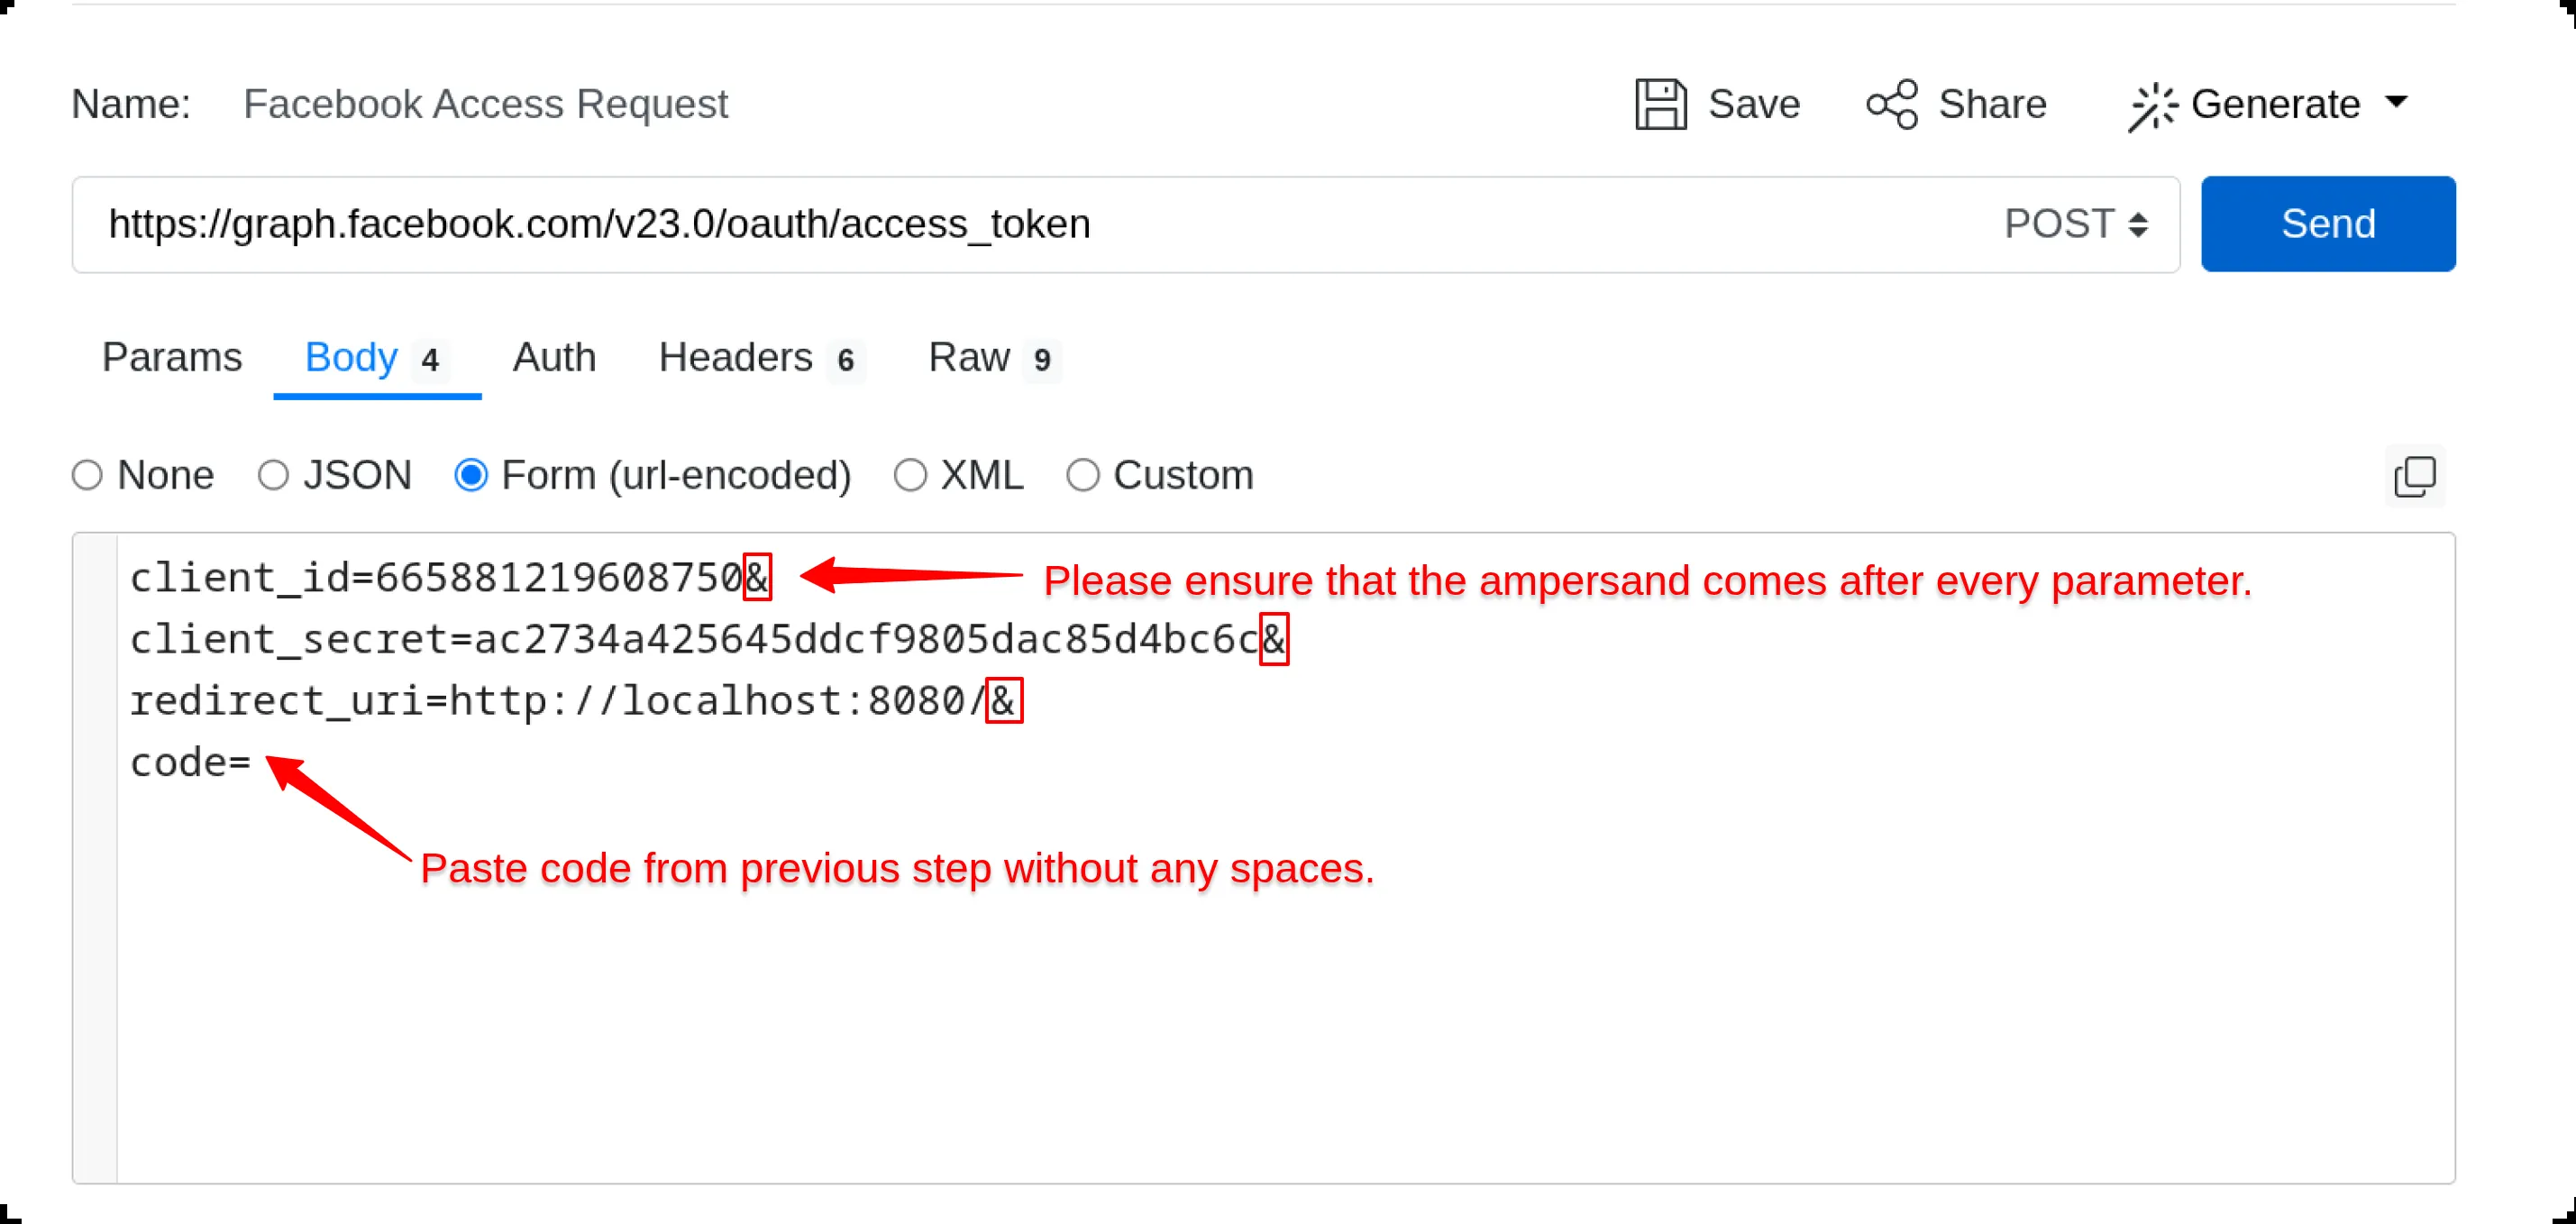 Name: Facebook Access Request Save Share Generate
https://graph.facebook.com/v23.0/oauth/access_token POST Send
Params Body 4 Auth Headers 6 Raw 9
None JSON Form (url-encoded) XML Custom
client_id=665881219608750& Please ensure that the ampersand comes after every parameter.
client_secret=ac2734a425645ddcf9805dac85d4bc6c&
redirect_uri=http://localhost:8080/&
code=
Paste code from previous step without any spaces.